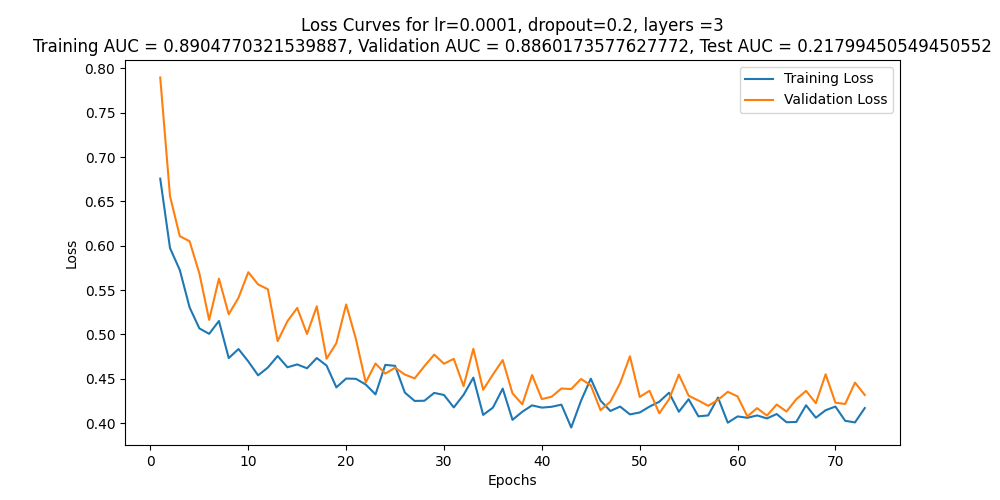 Loss Curves for lr=0.0001, dropout=0.2, layers =3
Training AUC = 0.8904770321539887, Validation AUC = 0.8860173577627772, Test AUC = 0.21799450549450552
Training Loss
Validation Loss
0.80
0.75
0.70
0.65
0.60
0.55
0.50
0.45
0.40
Loss
0 10 20 30 40 50 60 70
Epochs